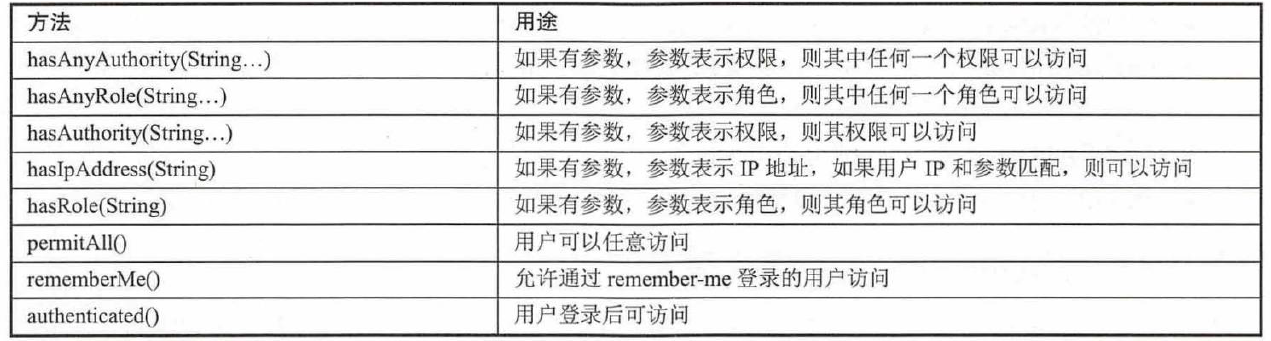 方法 用途
hasAnyAuthority(String…) 如果有参数，参数表示权限，则其中任何一个权限可以访问
hasAnyRole(String…) 如果有参数，参数表示角色，则其中任何一个角色可以访问
hasAuthority(String…) 如果有参数，参数表示权限，则其权限可以访问
hasIpAddress(String) 如果有参数，参数表示 IP 地址，如果用户 IP 和参数匹配，则可以访问
hasRole(String) 如果有参数，参数表示角色，则其角色可以访问
permitAll() 用户可以任意访问
rememberMe() 允许通过 remember-me 登录的用户访问
authenticated() 用户登录后可访问